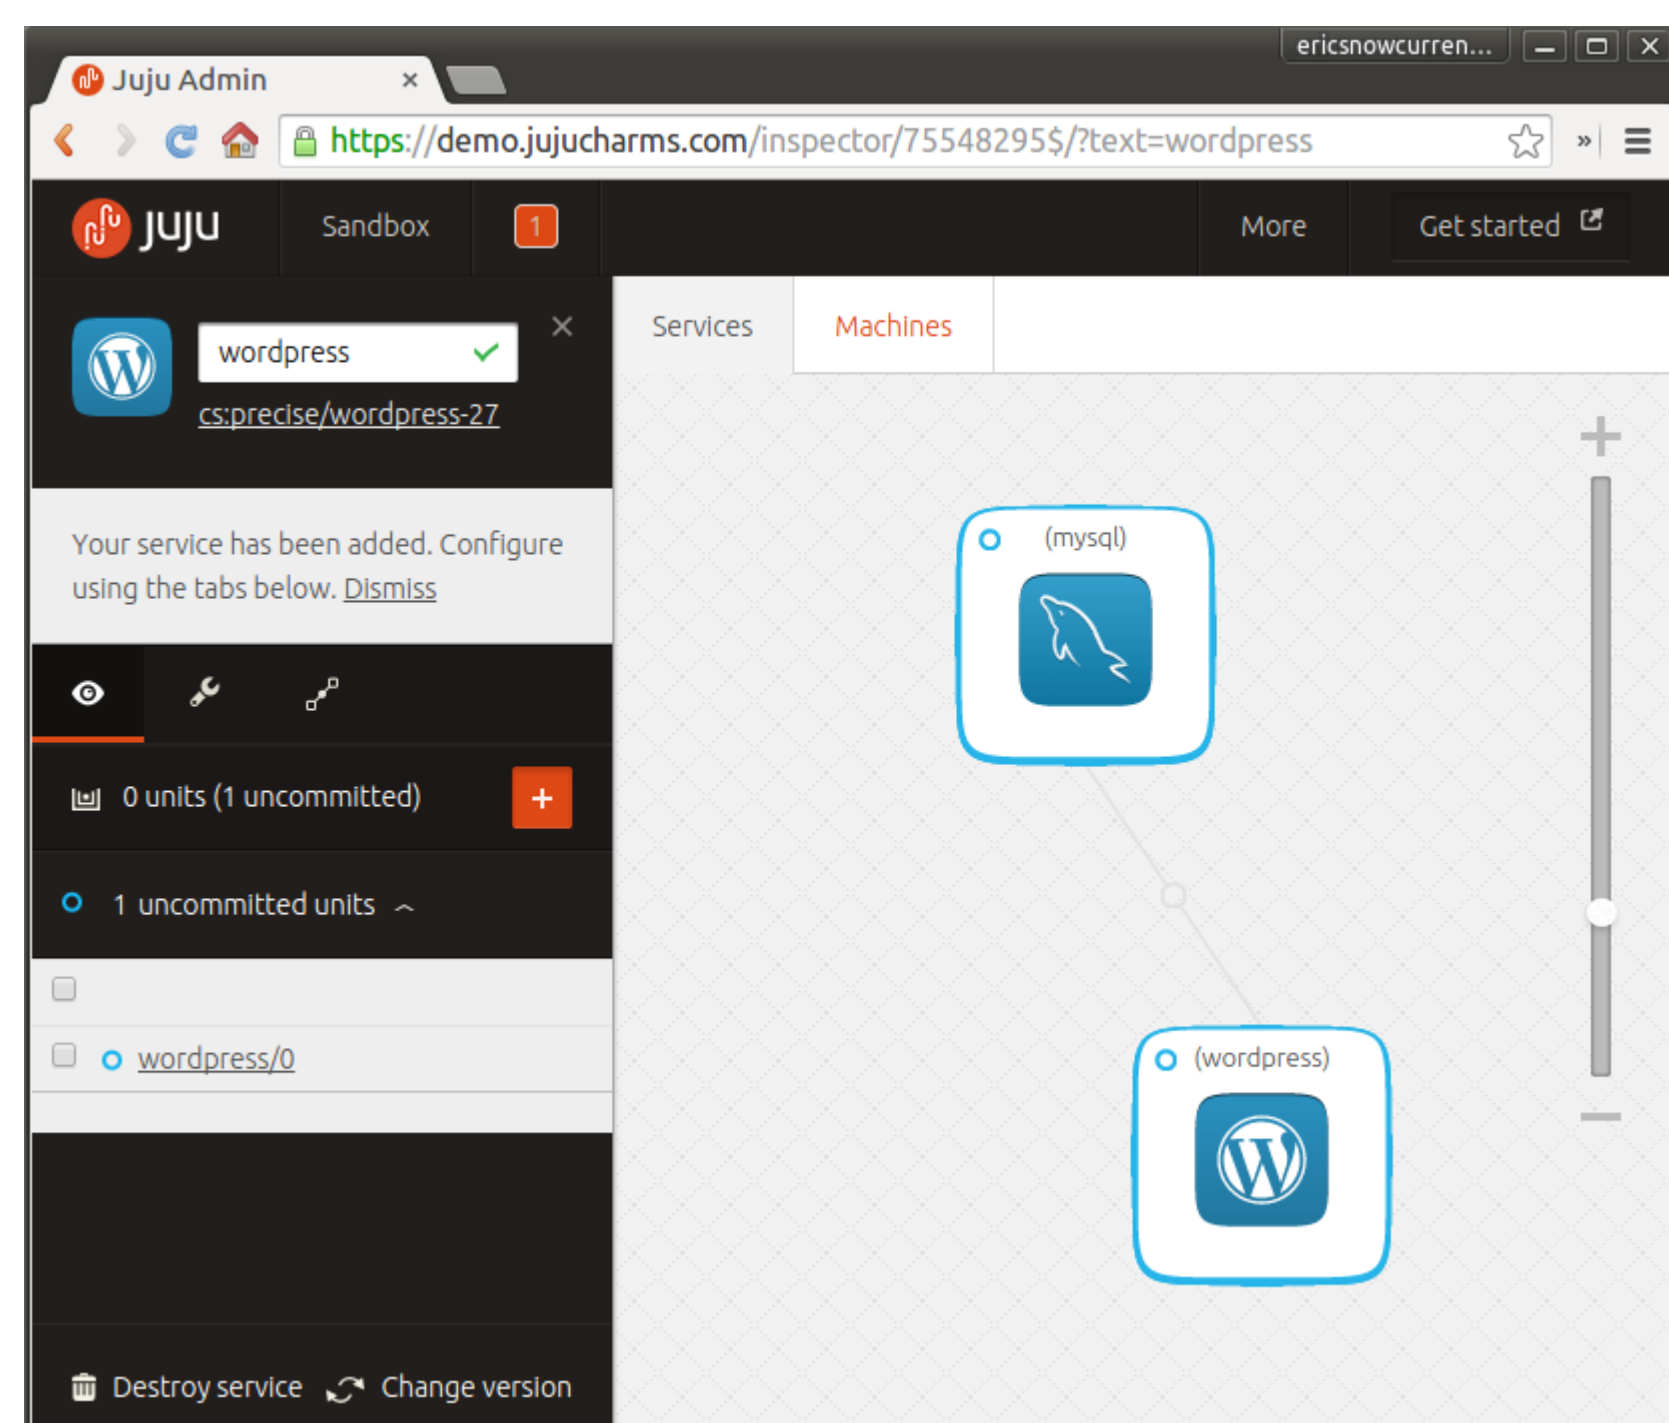 ericsnowcurren...
Juju Admin
https://demo.jujucharms.com/inspector/75548295$/?text=wordpress
juju
Sandbox
1
More
Get started
wordpress
cs:precise/wordpress-27
Services
Machines
Your service has been added. Configure
using the tabs below. Dismiss
0 units (1 uncommitted)
1 uncommitted units
wordpress/0
Destroy service
Change version
(mysql)
(wordpress)